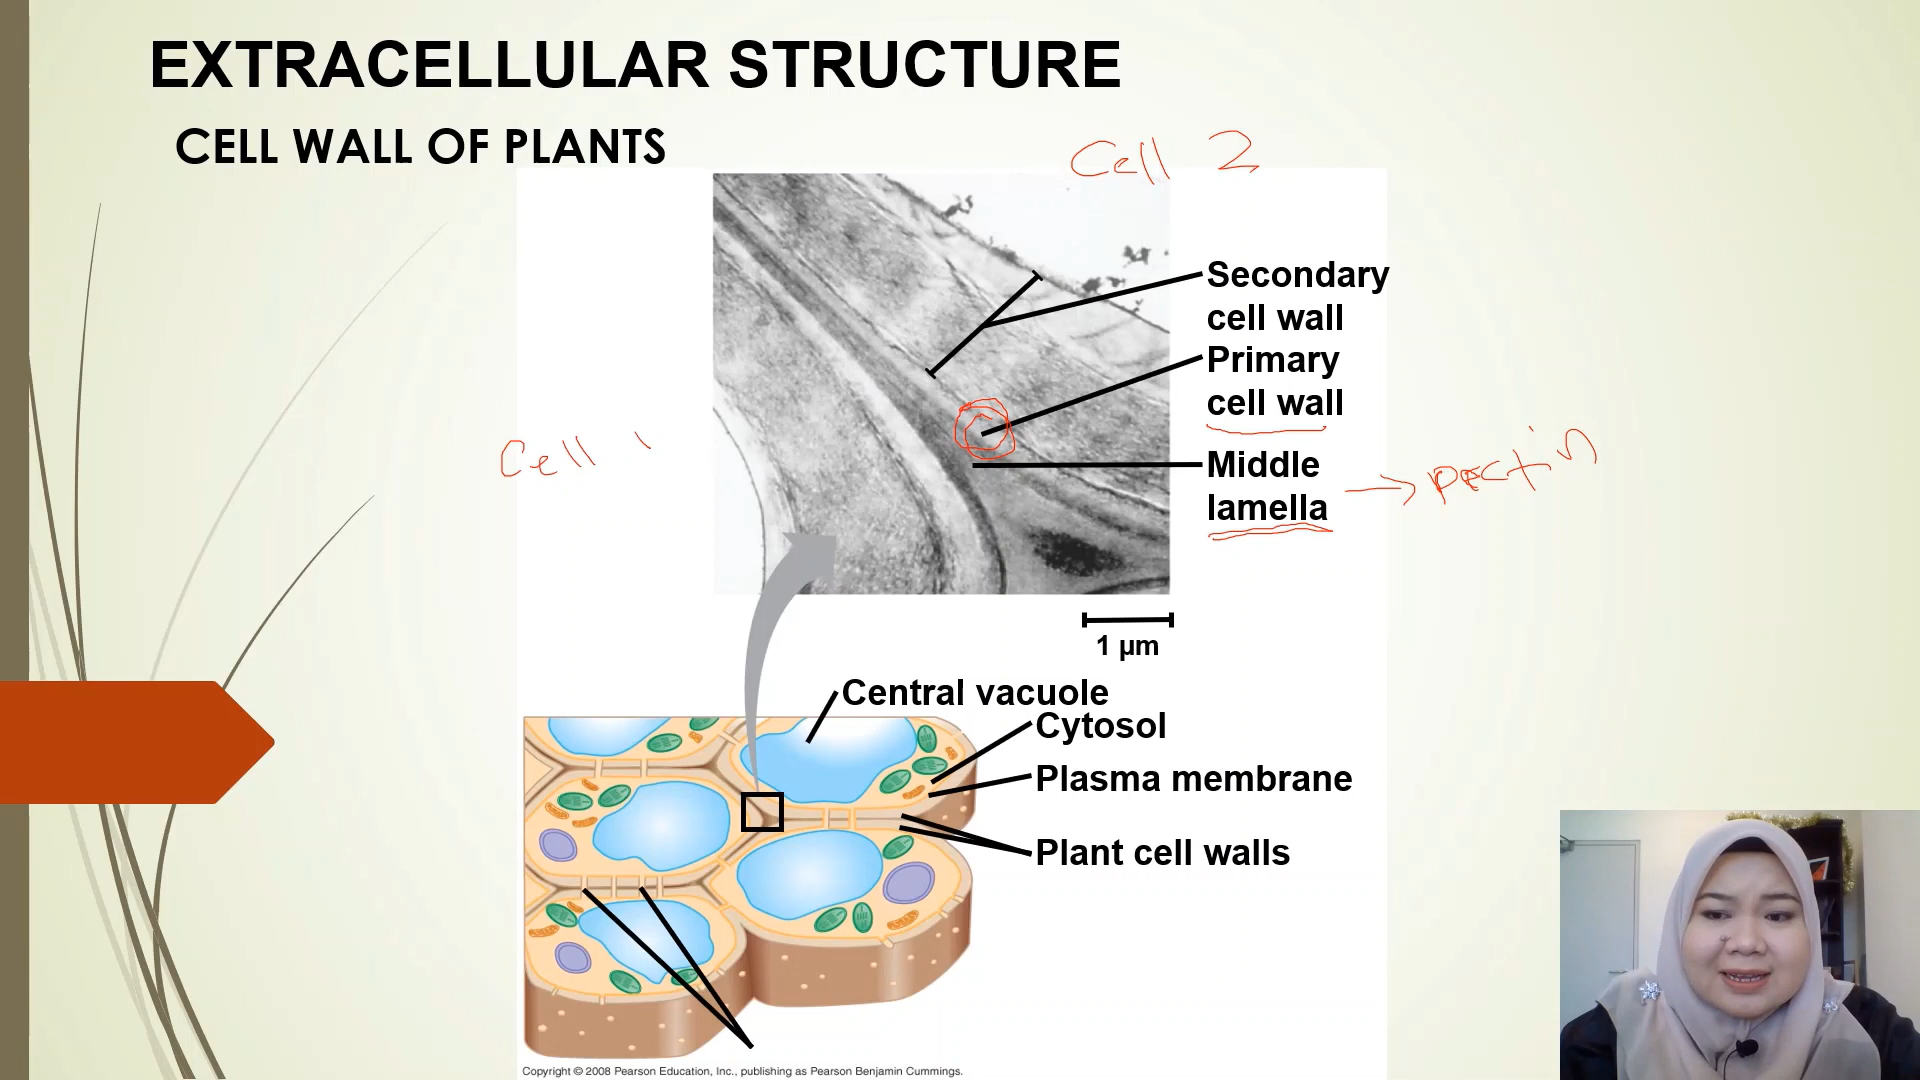 EXTRACELLULAR STRUCTURE
CELL WALL OF PLANTS
Cell 2
Secondary
cell wall
Primary
cell wall
Cell 1
Middle
lamella
→ pectin
1 µm
Central vacuole
Cytosol
Plasma membrane
Plant cell walls
Copyright © 2008 Pearson Education, Inc., publishing as Pearson Benjamin Cummings.